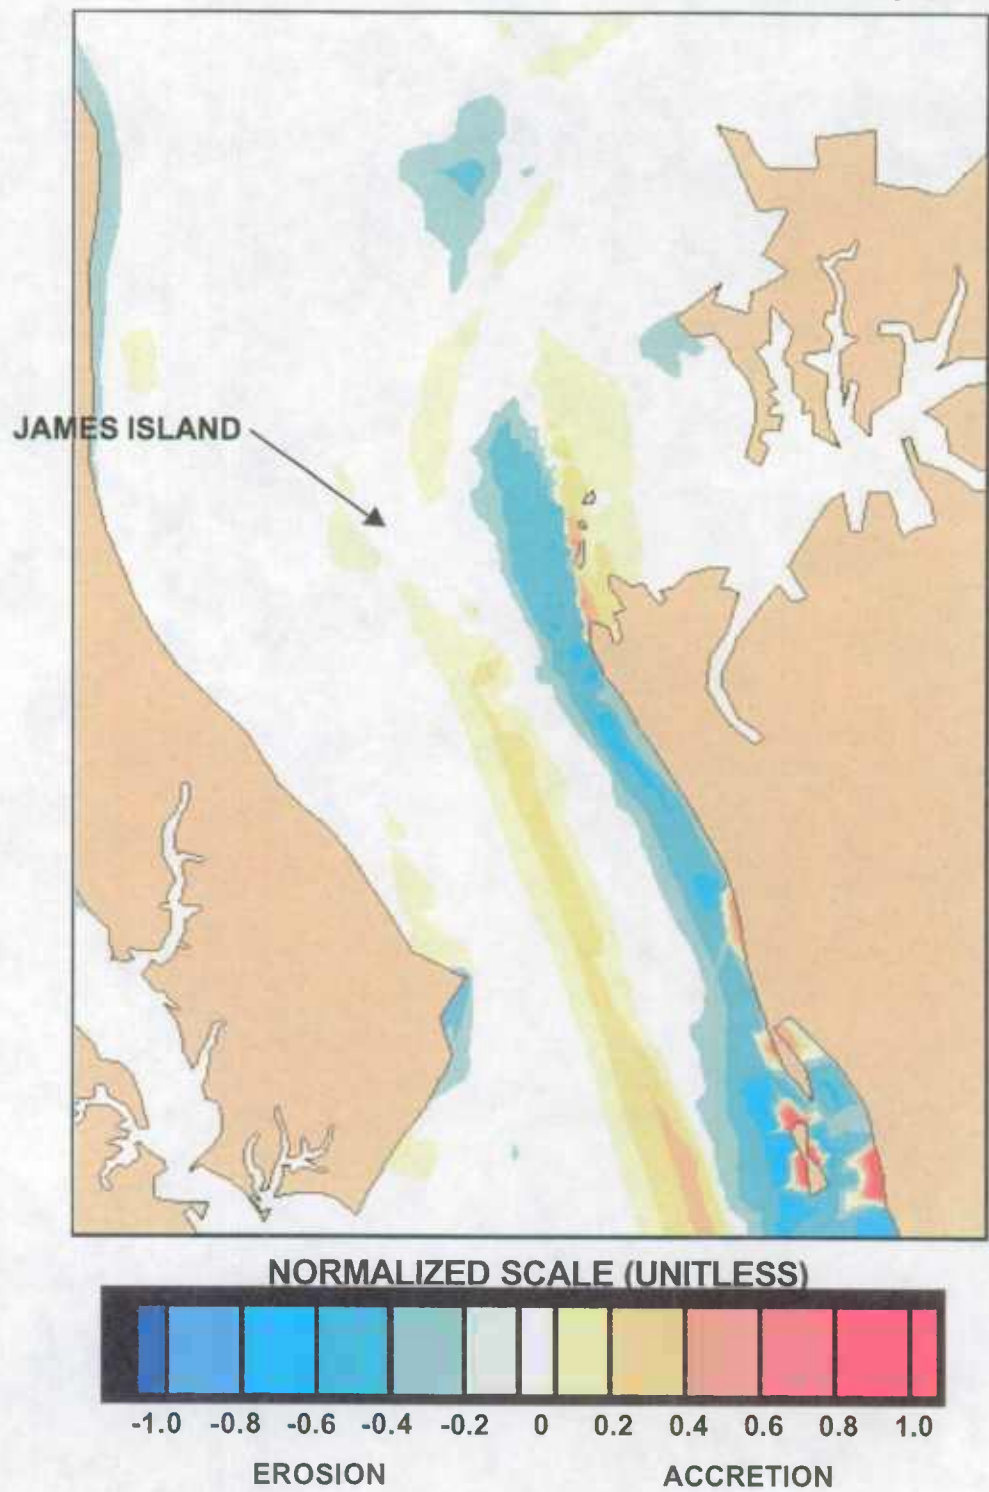 JAMES ISLAND
NORMALIZED SCALE (UNITLESS)
-1.0 -0.8 -0.6 -0.4 -0.2 0 0.2 0.4 0.6 0.8 1.0
EROSION ACCRETION